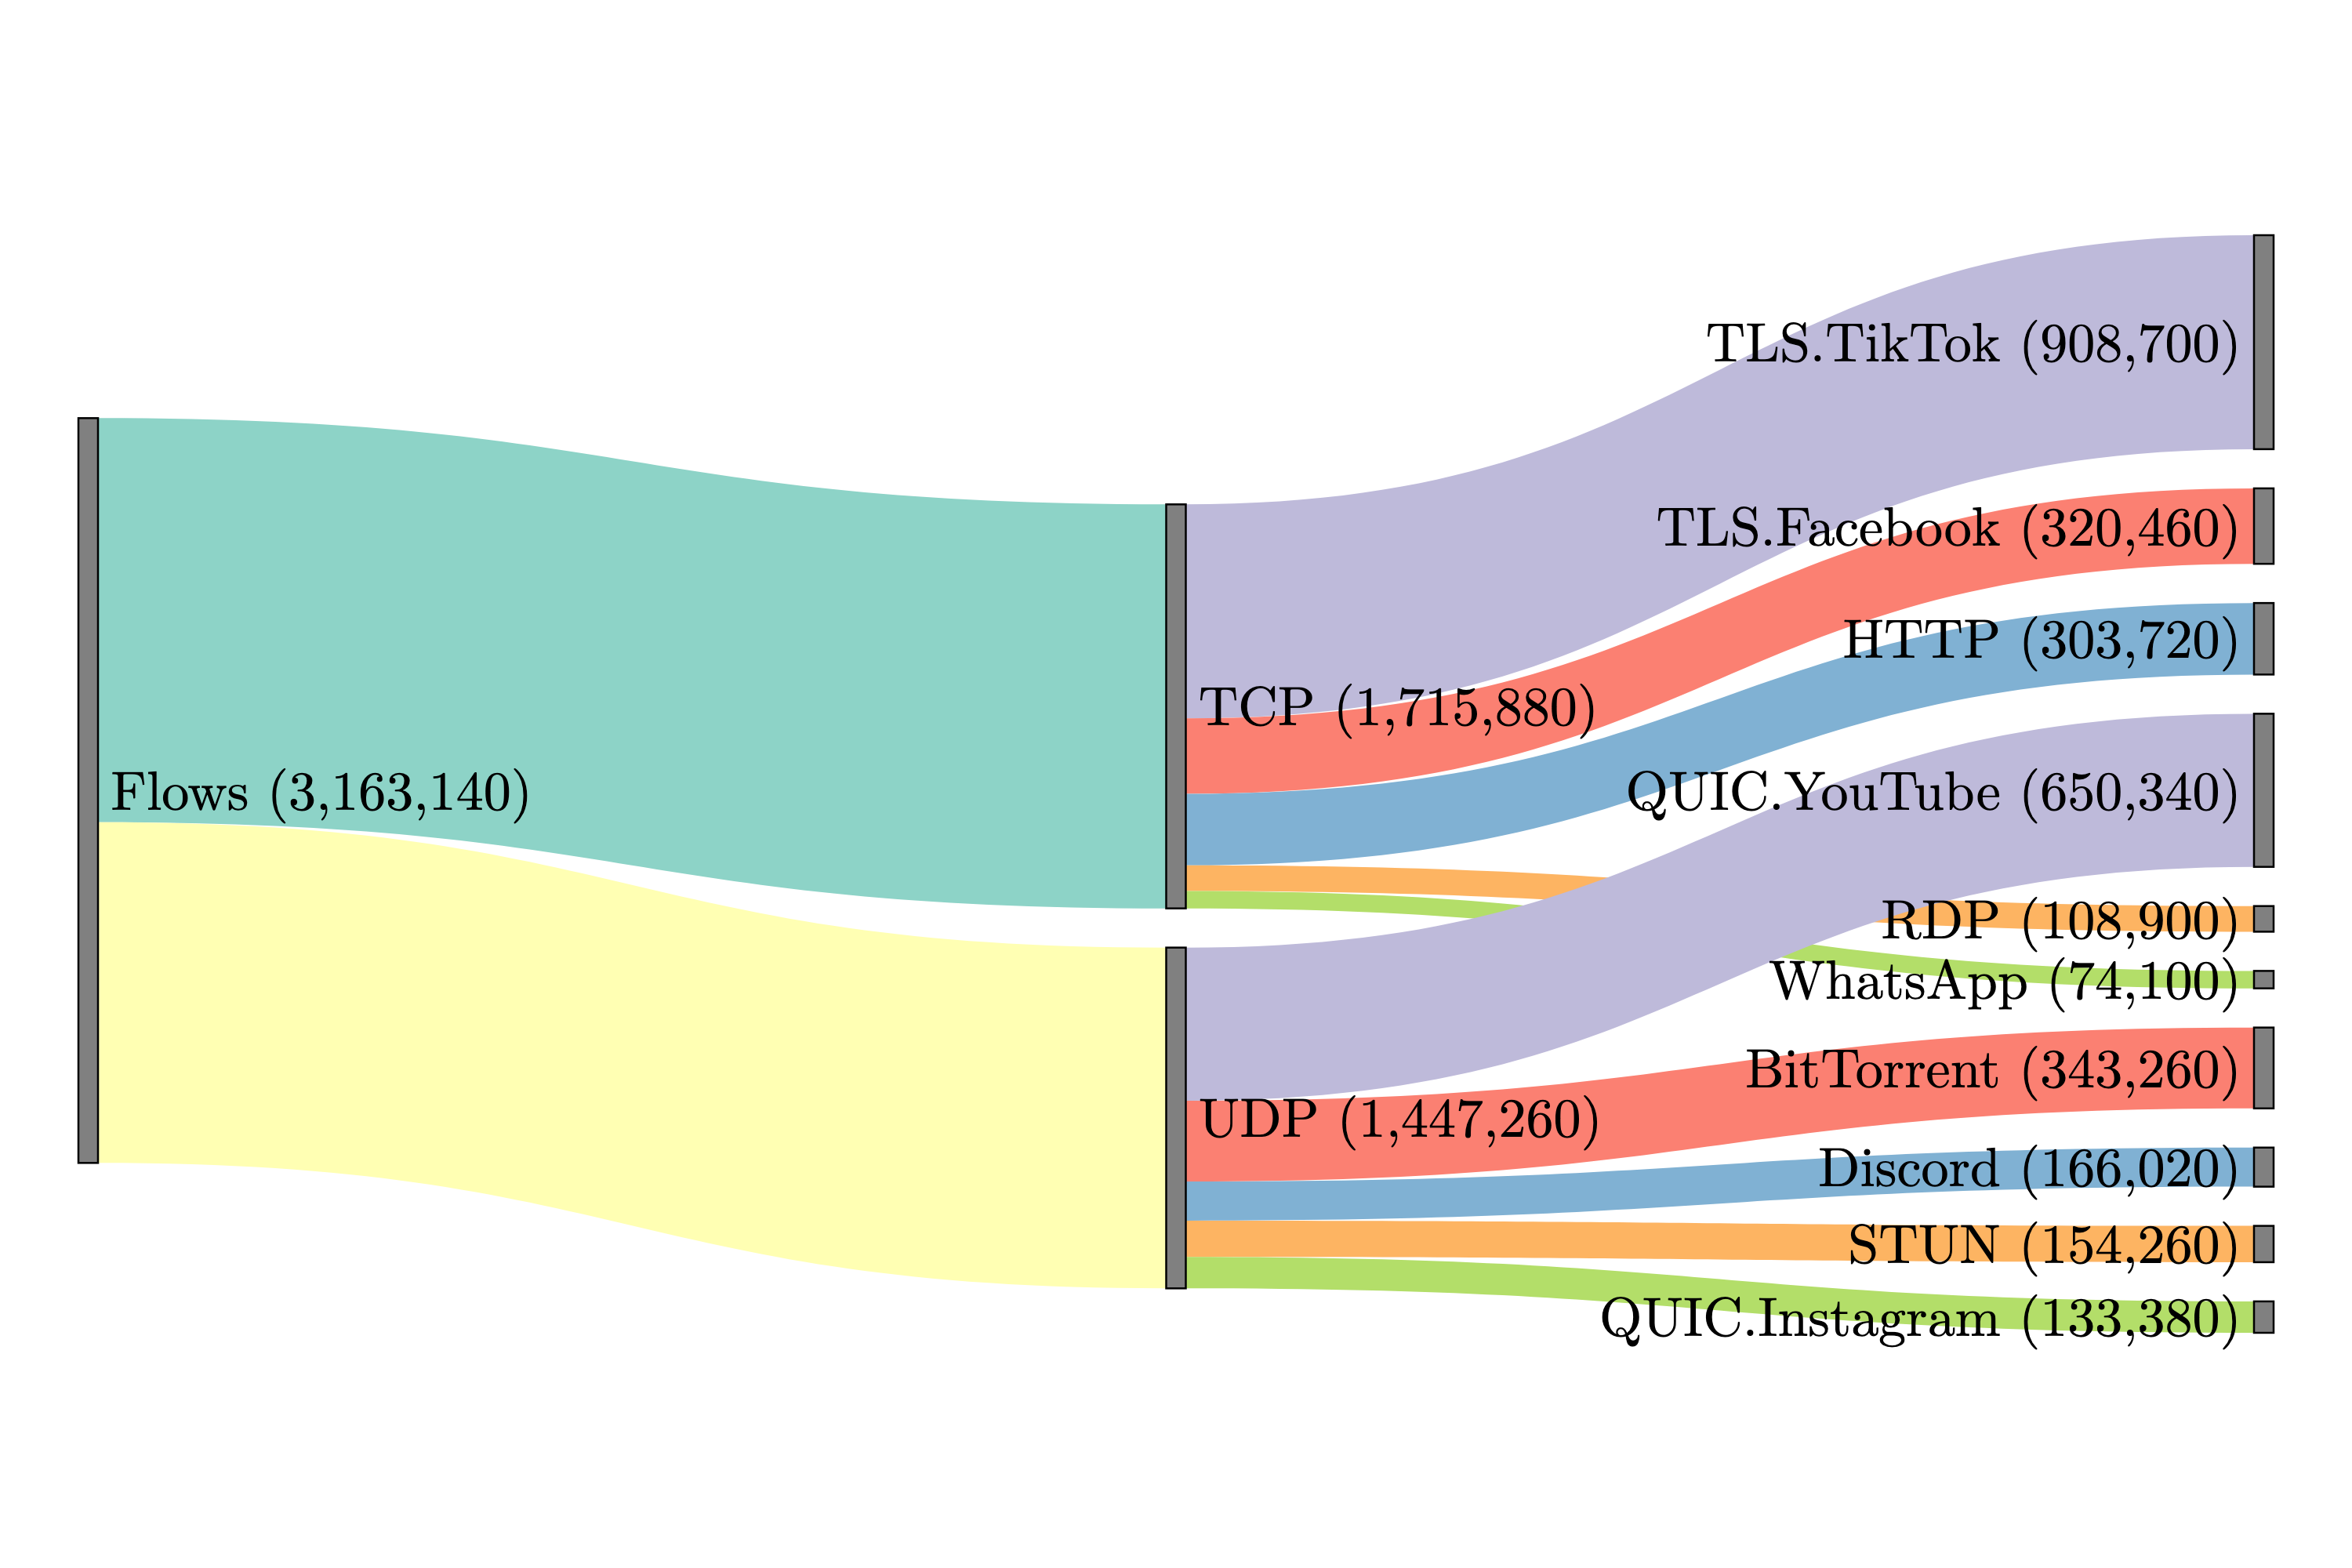 Flows (3,163,140)
TCP (1,715,880)
UDP (1,447,260)
TLS.TikTok (908,700)
TLS.Facebook (320,460)
HTTP (303,720)
QUIC.YouTube (650,340)
RDP (108,900)
WhatsApp (74,100)
BitTorrent (343,260)
Discord (166,020)
STUN (154,260)
QUIC.Instagram (133,380)